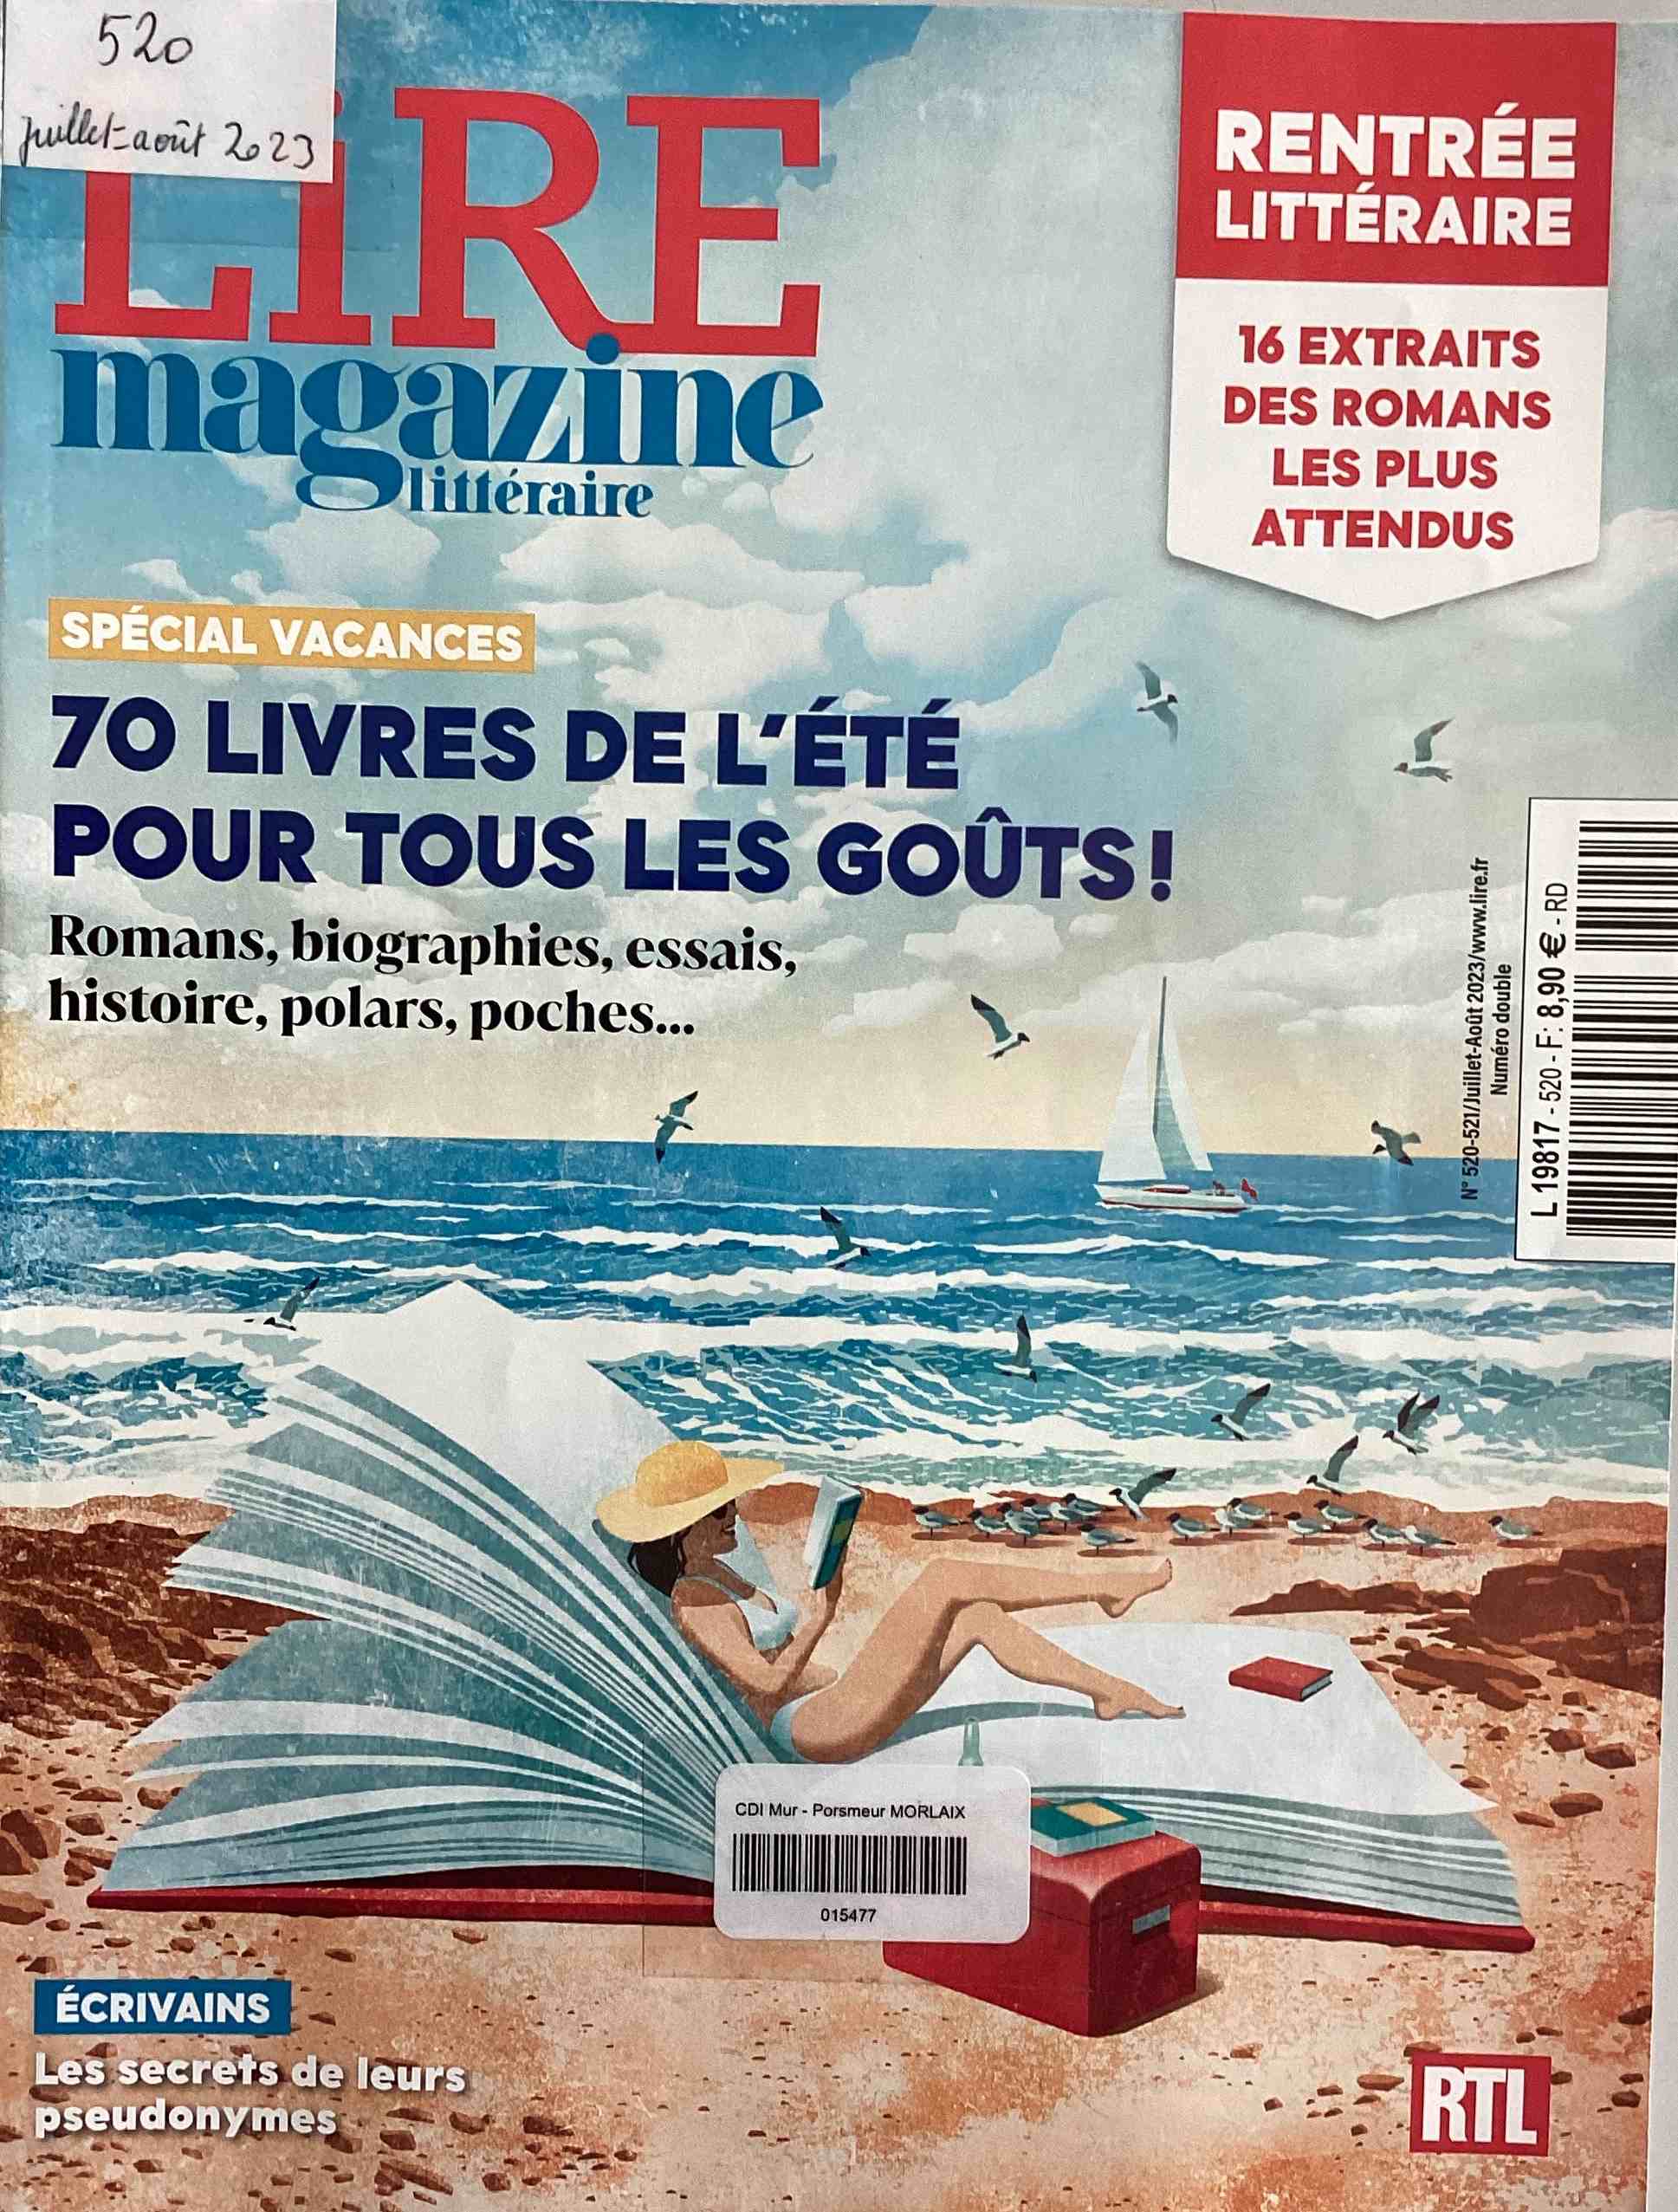 520
juillet-août 2023
LiRE
magazine
littéraire
RENTRÉE
LITTÉRAIRE
16 EXTRAITS
DES ROMANS
LES PLUS
ATTENDUS
SPÉCIAL VACANCES
70 LIVRES DE L'ÉTÉ
POUR TOUS LES GOÛTS!
Romans, biographies, essais,
histoire, polars, poches...
N° 520-521/Juillet-Août 2023/www.lire.fr
Numéro double
L 19817 - 520 - F: 8,90 € - RD
CDI Mur - Porsmeur MORLAIX
015477
ÉCRIVAINS
Les secrets de leurs
pseudonymes
RTL